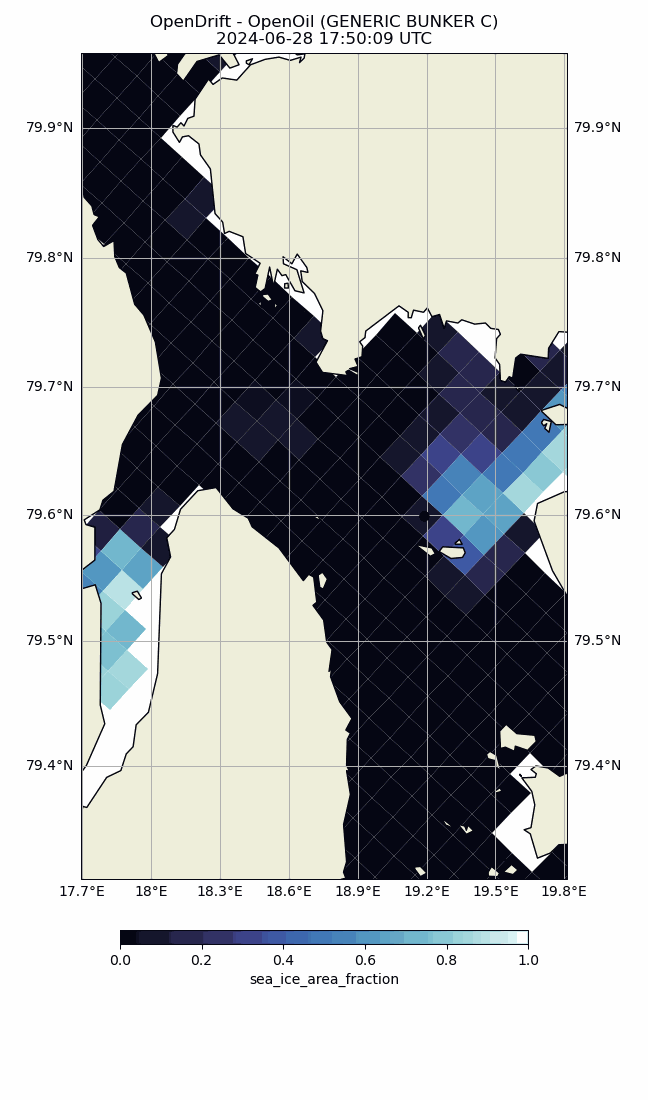 OpenDrift - OpenOil (GENERIC BUNKER C)
2024-06-28 17:50:09 UTC
79.9°N 79.9°N
79.8°N 79.8°N
79.7°N 79.7°N
79.6°N 79.6°N
79.5°N 79.5°N
79.4°N 79.4°N
17.7°E 18°E 18.3°E 18.6°E 18.9°E 19.2°E 19.5°E 19.8°E
0.0 0.2 0.4 0.6 0.8 1.0
sea_ice_area_fraction